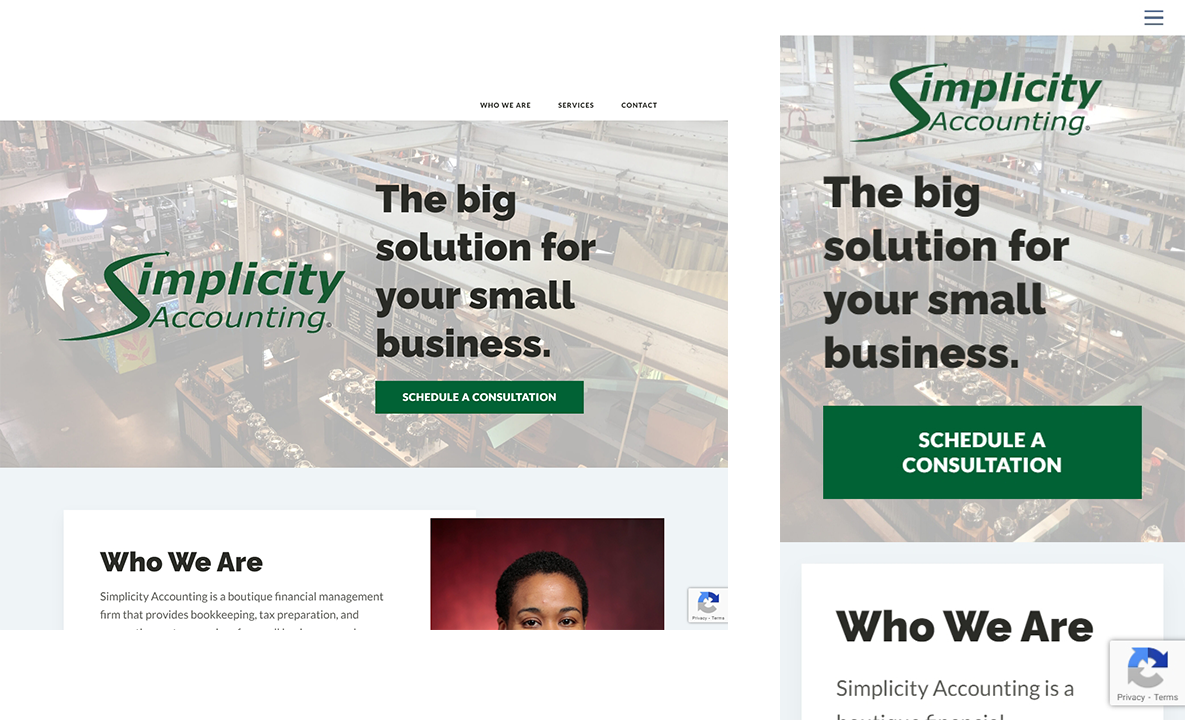 WHO WE ARE SERVICES CONTACT
Simplicity
Accounting©
The big
solution for
your small
business.
SCHEDULE A CONSULTATION
Who We Are
Simplicity Accounting is a boutique financial management
firm that provides bookkeeping, tax preparation, and
Privacy - Terms
Simplicity
Accounting©
The big
solution for
your small
business.
SCHEDULE A
CONSULTATION
Who We Are
Simplicity Accounting is a
boutique financial
Privacy - Terms